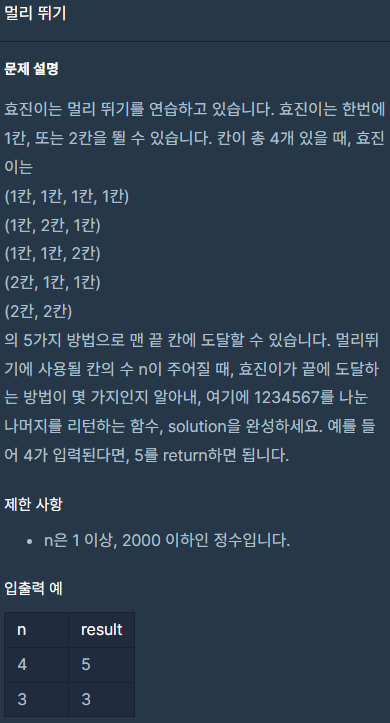 멀리 뛰기
문제 설명
효진이는 멀리 뛰기를 연습하고 있습니다. 효진이는 한번에
1칸, 또는 2칸을 뛸 수 있습니다. 칸이 총 4개 있을 때, 효진
이는
(1칸, 1칸, 1칸, 1칸)
(1칸, 2칸, 1칸)
(1칸, 1칸, 2칸)
(2칸, 1칸, 1칸)
(2칸, 2칸)
의 5가지 방법으로 맨 끝 칸에 도달할 수 있습니다. 멀리뛰
기에 사용될 칸의 수 n이 주어질 때, 효진이가 끝에 도달하
는 방법이 몇 가지인지 알아내, 여기에 1234567를 나눈
나머지를 리턴하는 함수, solution을 완성하세요. 예를 들
어 4가 입력된다면, 5를 return하면 됩니다.
제한 사항
• n은 1 이상, 2000 이하인 정수입니다.
입출력 예
n result
4 5
3 3